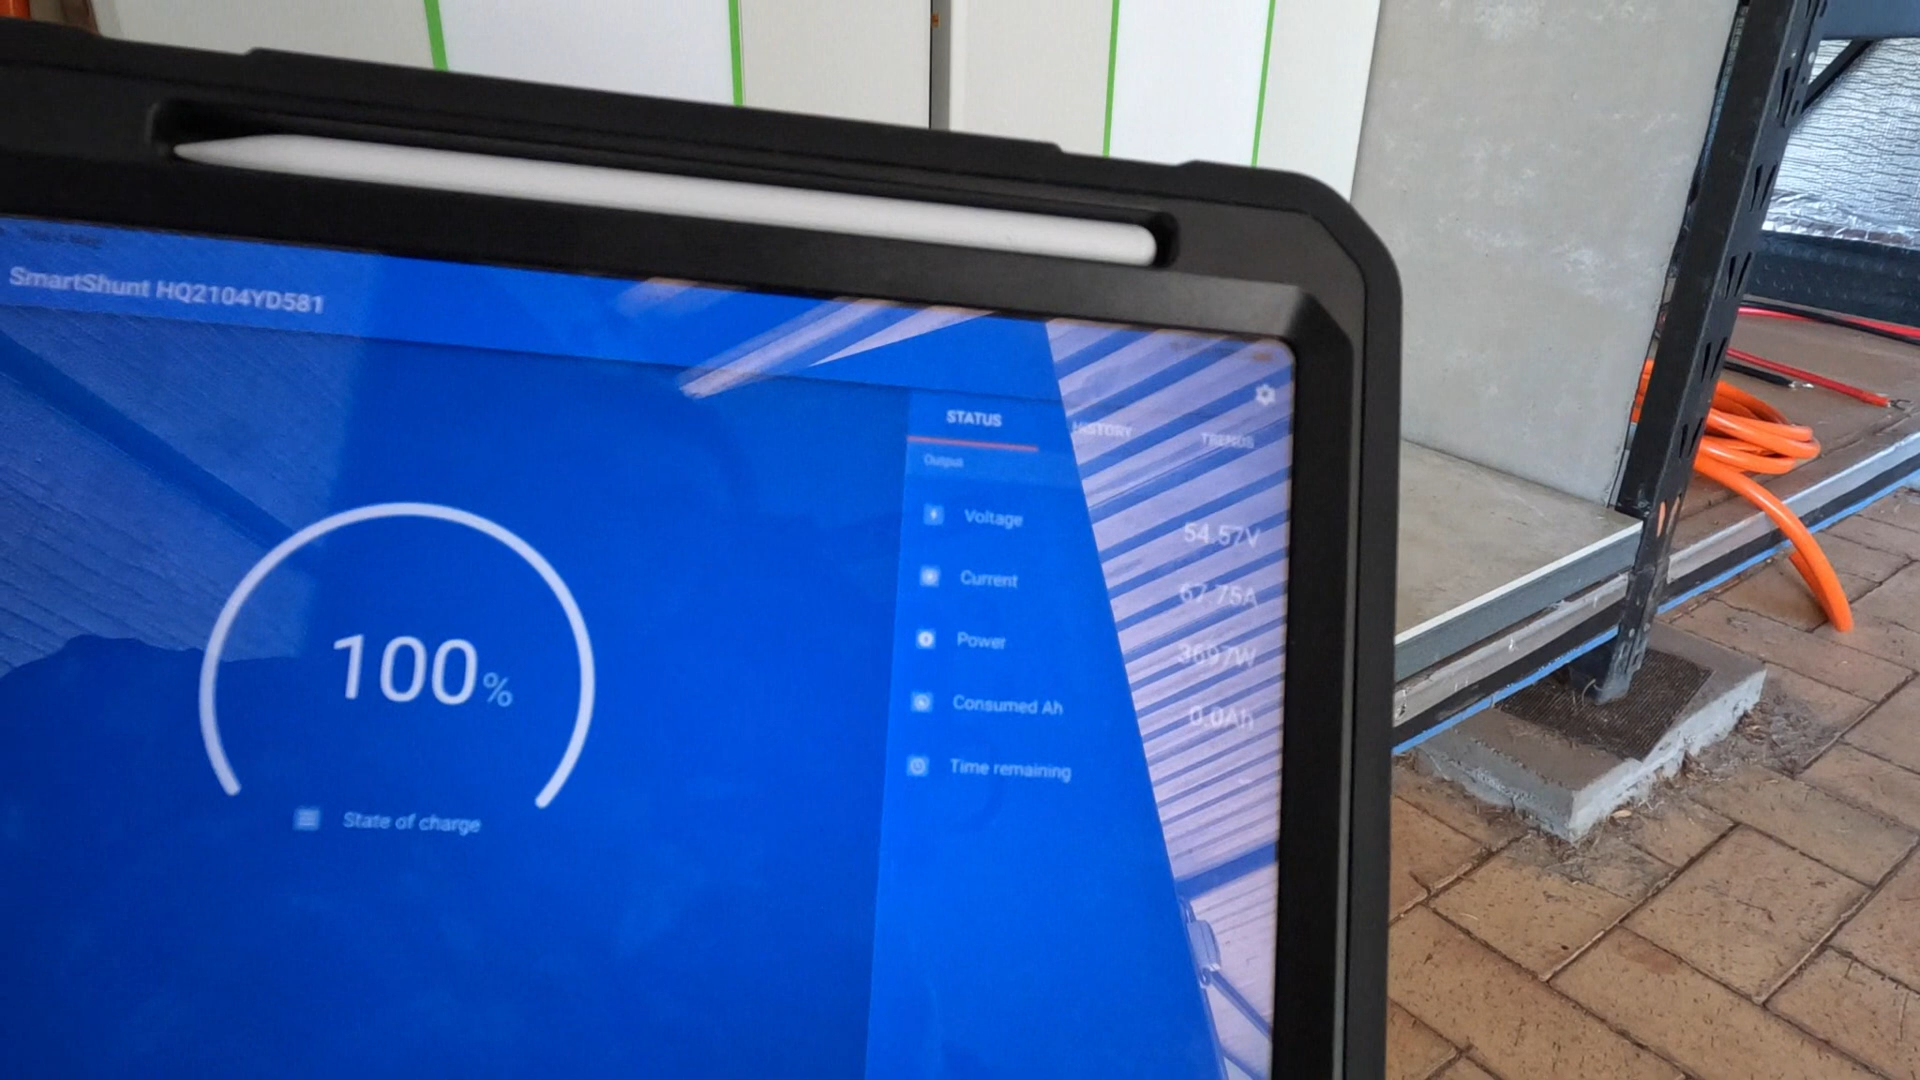 SmartShunt HQ2104YD581
STATUS HISTORY TRENDS
Output
Voltage 54.57V
Current 67.75A
Power 3697W
Consumed Ah 0.0Ah
Time remaining
100%
State of charge